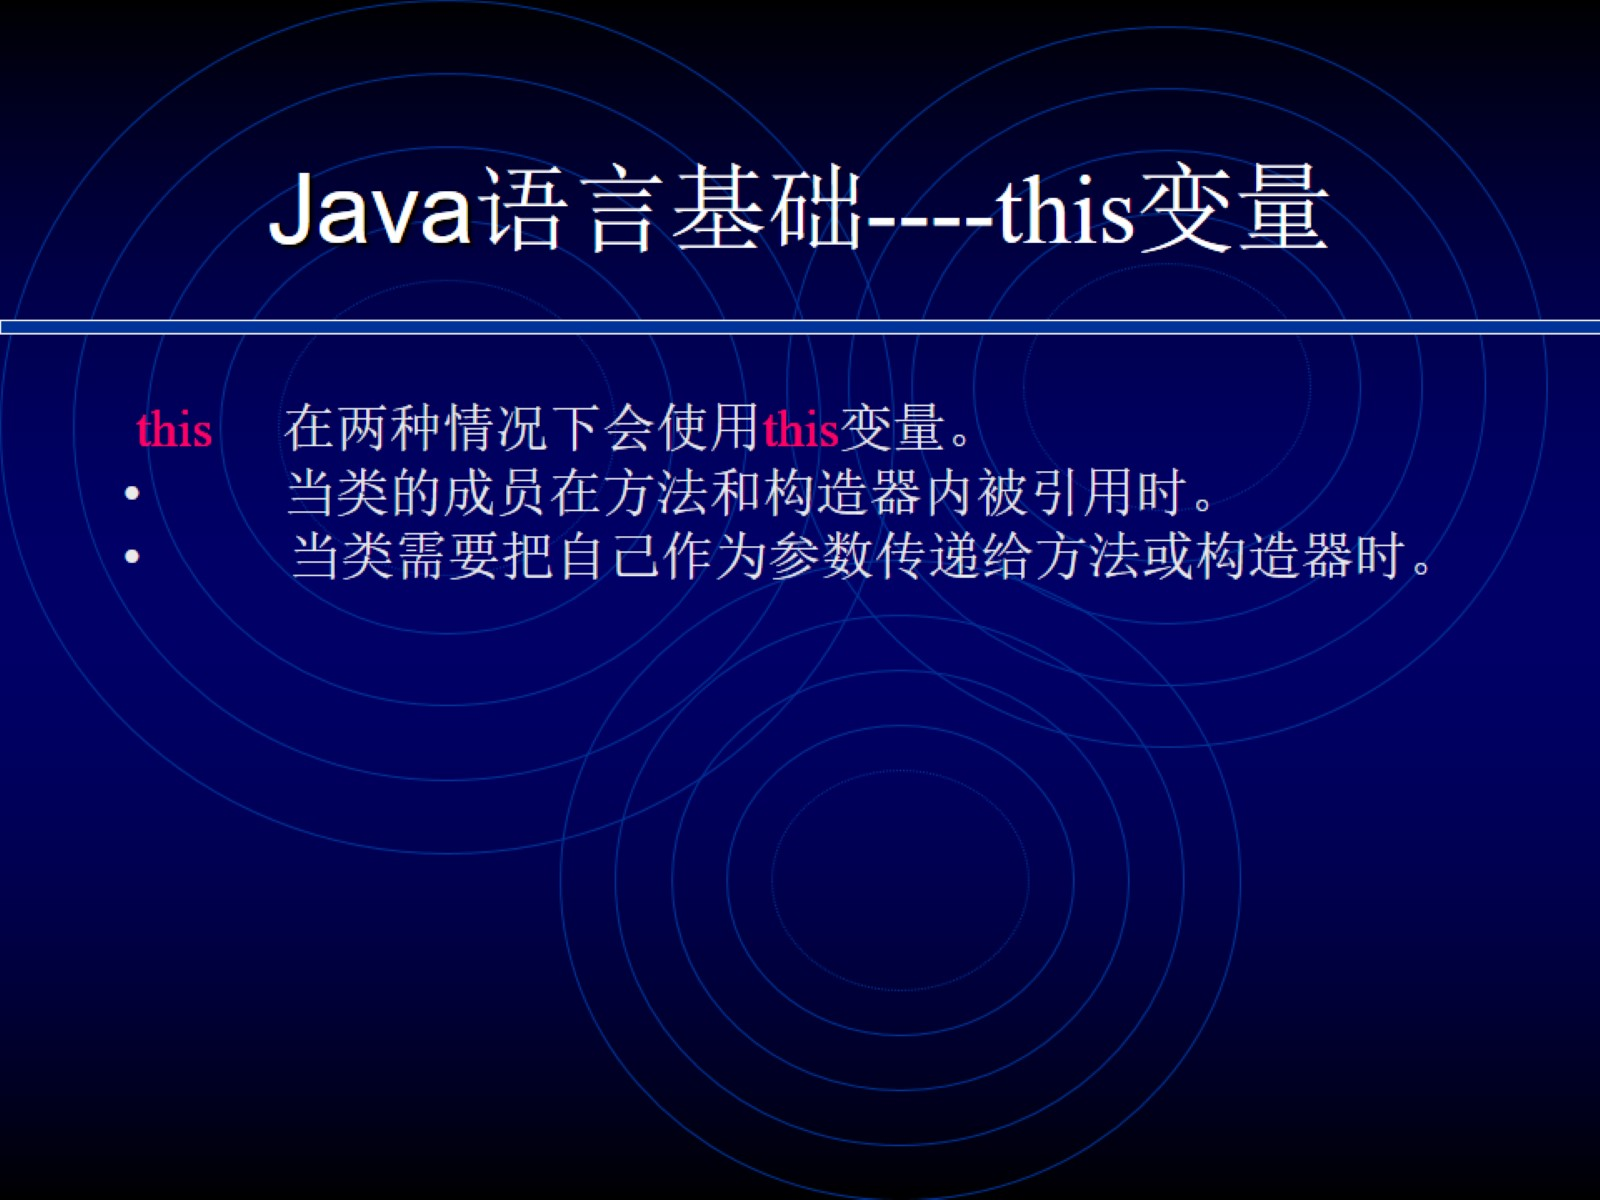 Java语言基础----this变量
this 在两种情况下会使用this变量。
• 当类的成员在方法和构造器内被引用时。
• 当类需要把自己作为参数传递给方法或构造器时。